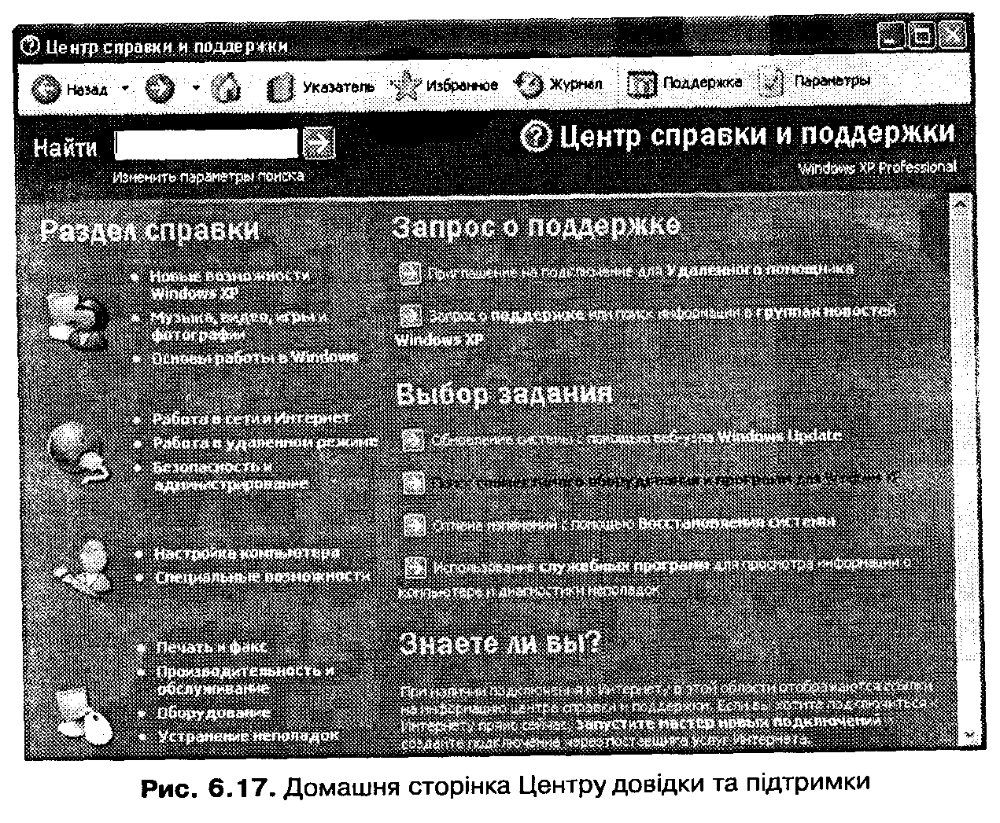 Центр справки и поддержки
Назад Указатель Избранное Журнал Поддержка Параметры
Найти
Изменить параметры поиска
Центр справки и поддержки
Windows XP Professional
Раздел справки
Новые возможности
Windows XP
Музыка, видео, игры и
фотографии
Основы работы в Windows
Работа в сети и Интернет
Работа в удаленном режиме
Безопасность и
администрирование
Настройка компьютера
Специальные возможности
Печать и факс
Производительность и
обслуживание
Оборудование
Устранение неполадок
Запрос о поддержке
Приглашение на подключение для Удаленного помощника
Запрос о поддержке или поиск информации в группах новостей
Windows XP
Выбор задания
Обновление системы с помощью веб-узла Windows Update
Поиск совместимого оборудования и программ для Windows XP
Отмена изменений с помощью Восстановления системы
Использование служебных программ для просмотра информации о
компьютере и диагностики неполадок
Знаете ли вы?
При наличии подключения к Интернету в этой области отображаются ссылки
на информацию центра справки и поддержки. Если вы хотите подключиться к
Интернету прямо сейчас, Запустите мастер новых подключений и
создайте подключение через поставщика услуг Интернета.
Рис. 6.17. Домашня сторінка Центру довідки та підтримки